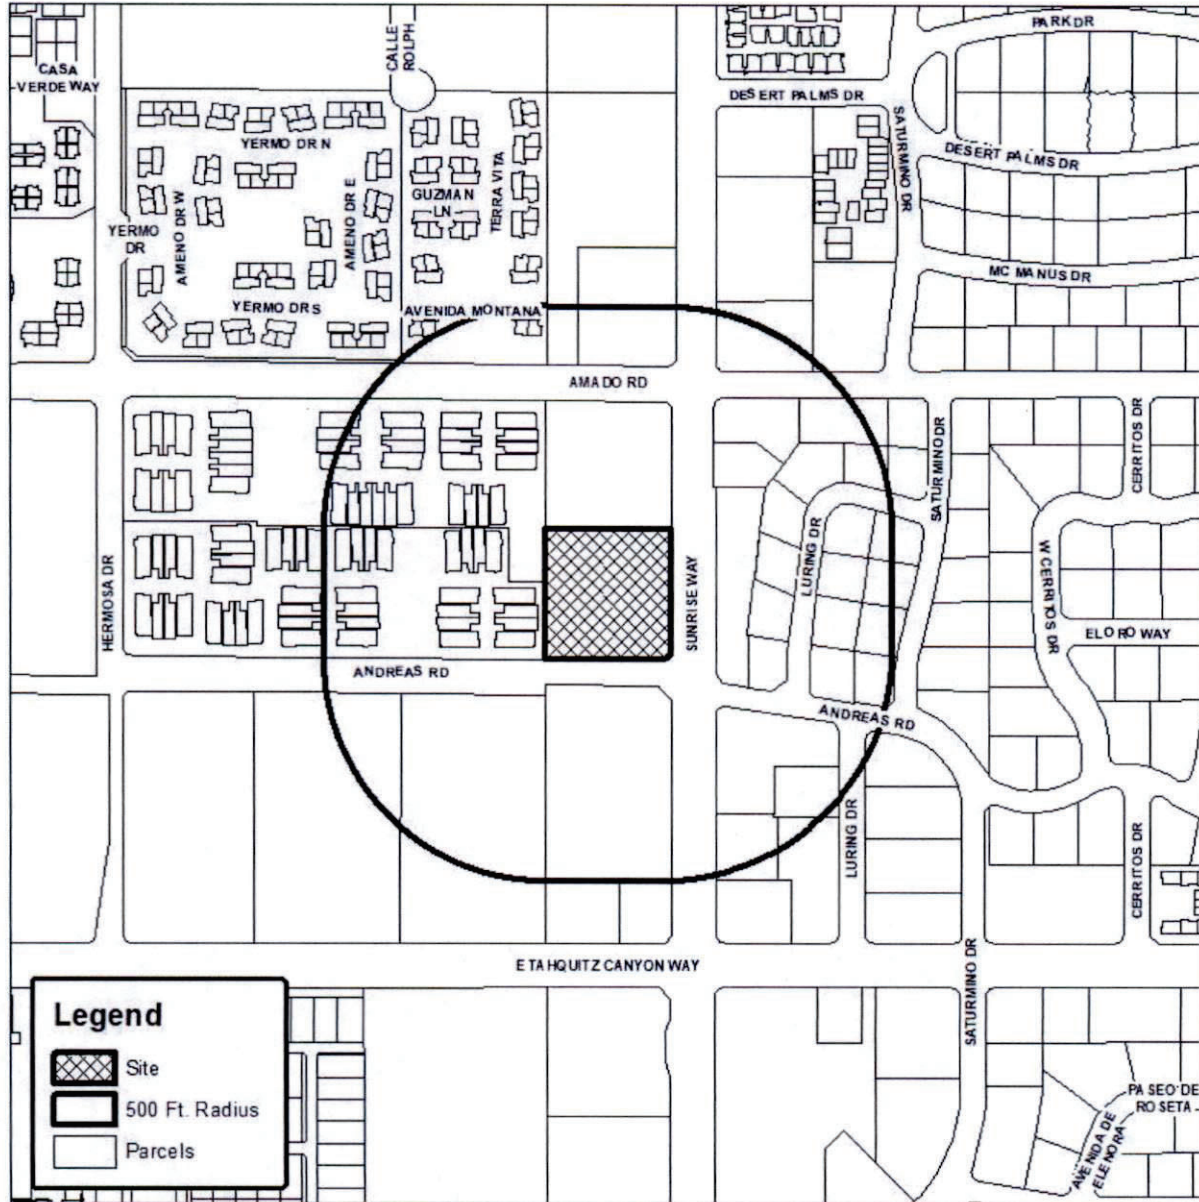 PARK DR
CALLE
ROLPH
CASA
VERDE WAY
DESERT PALMS DR
SATURMINO DR
YERMO DR N
DESERT PALMS DR
TERRA VITA
AMENO DR W
AMENO DR E
GUZMAN
LN
YERMO
DR
MC MANUS DR
YERMO DR S
AVENIDA MONTANA
AMADO RD
SATURMINO DR
CERRITOS DR
LURING DR
HERMOSA DR
SUNRISE WAY
W CERRITOS DR
EL ORO WAY
ANDREAS RD
ANDREAS RD
LURING DR
CERRITOS DR
E TAHQUITZ CANYON WAY
SATURMINO DR
Legend
Site
500 Ft. Radius
Parcels
PASEO DE
ROSETA
AVENIDA DE
ELENORA